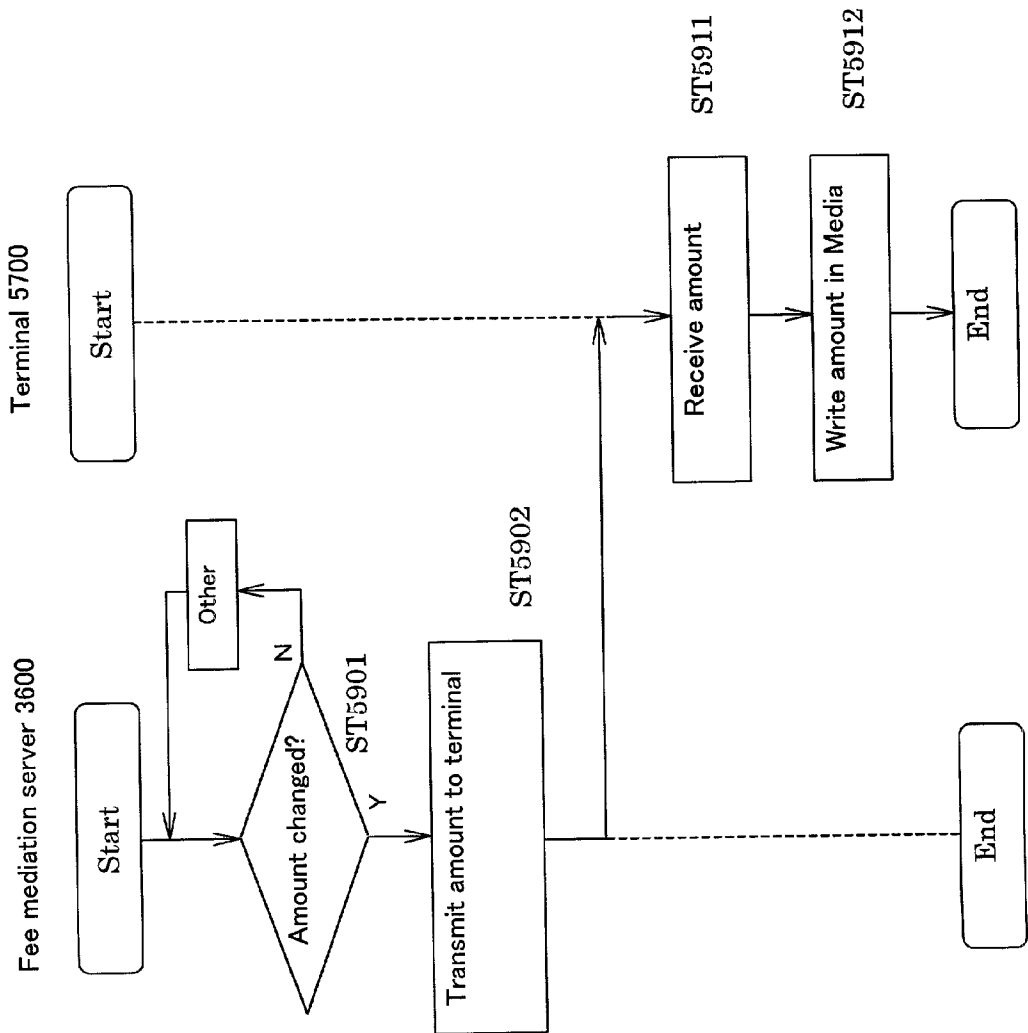 Fee mediation server 3600
Start
Other
N
Amount changed?
ST5901
Y
Transmit amount to terminal
ST5902
End
Terminal 5700
Start
Receive amount
ST5911
Write amount in Media
ST5912
End